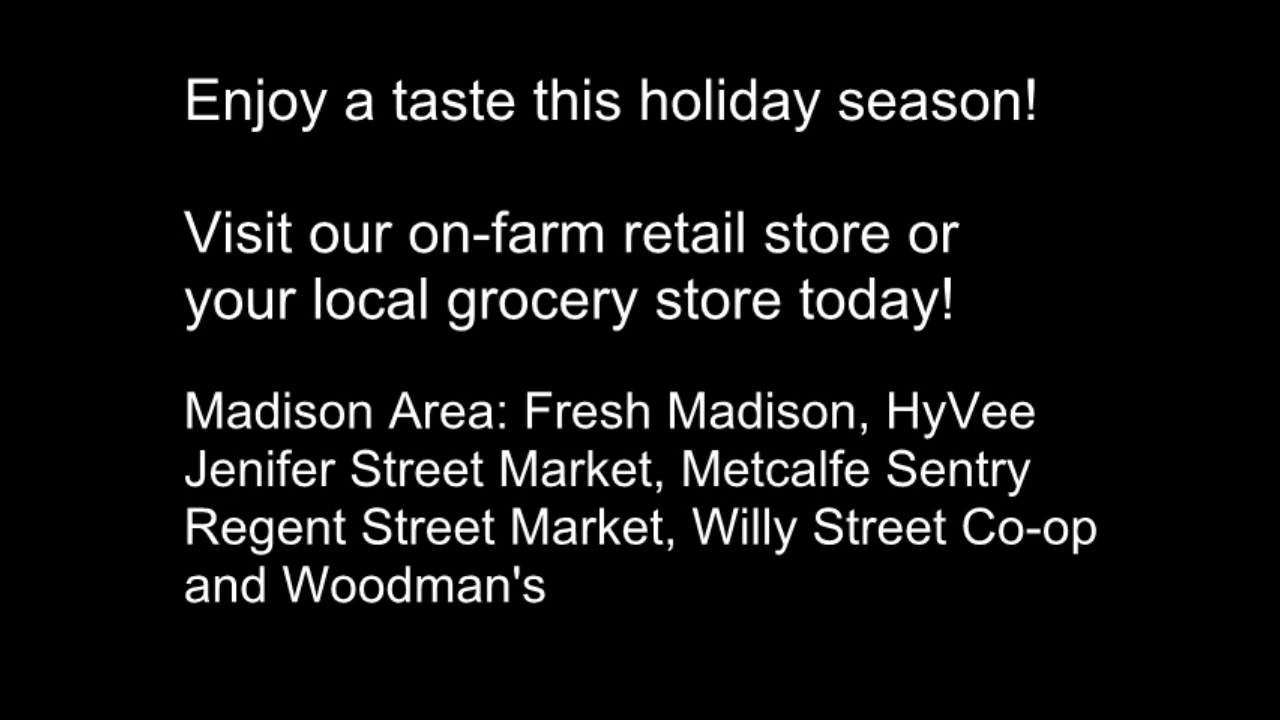 Enjoy a taste this holiday season!
Visit our on-farm retail store or
your local grocery store today!
Madison Area: Fresh Madison, HyVee
Jenifer Street Market, Metcalfe Sentry
Regent Street Market, Willy Street Co-op
and Woodman's